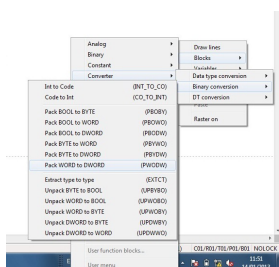 Analog
Binary
Constant
Converter
Draw lines
Blocks
Variables
Data type conversion
Binary conversion
DT conversion
Paste
Raster on
Int to Code (INT_TO_CO)
Code to Int (CO_TO_INT)
Pack BOOL to BYTE (PBOBY)
Pack BOOL to WORD (PBOWO)
Pack BOOL to DWORD (PBODW)
Pack BYTE to WORD (PBYWO)
Pack BYTE to DWORD (PBYDW)
Pack WORD to DWORD (PWODW)
Extract type to type (EXTCT)
Unpack BYTE to BOOL (UPBYBO)
Unpack WORD to BOOL (UPWOBO)
Unpack WORD to BYTE (UPWOBY)
Unpack DWORD to BYTE (UPDWBY)
Unpack DWORD to WORD (UPDWWO)
User function blocks...
User menu
C01/R01/T01/P01/B01 NOLOCK
11:51